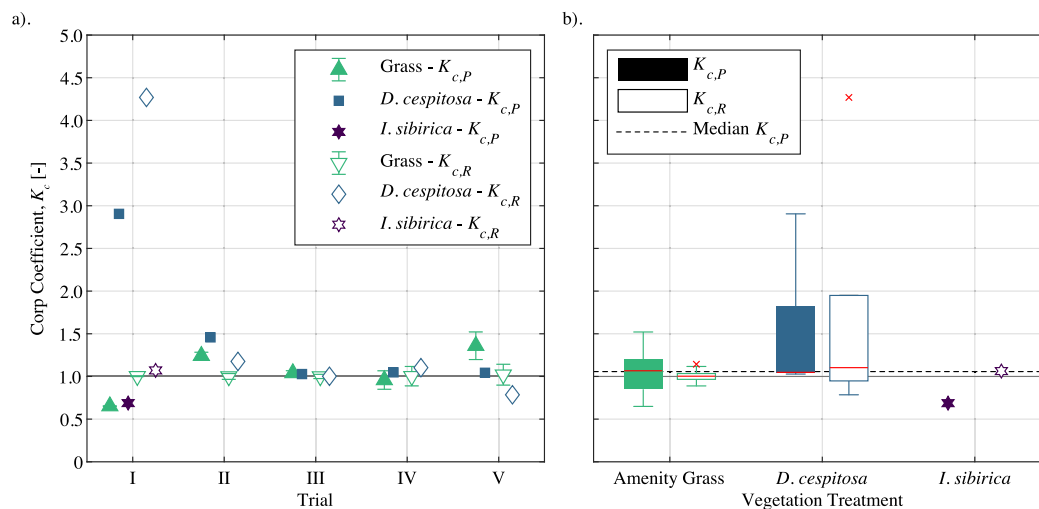 a).
5.0
4.5
4.0
3.5
3.0
2.5
2.0
1.5
1.0
0.5
0
Corp Coefficient, K_c [-]
I II III IV V
Trial
Grass - K_c,P
D. cespitosa - K_c,P
I. sibirica - K_c,P
Grass - K_c,R
D. cespitosa - K_c,R
I. sibirica - K_c,R
b).
K_c,P
K_c,R
Median K_c,P
Amenity Grass D. cespitosa I. sibirica
Vegetation Treatment